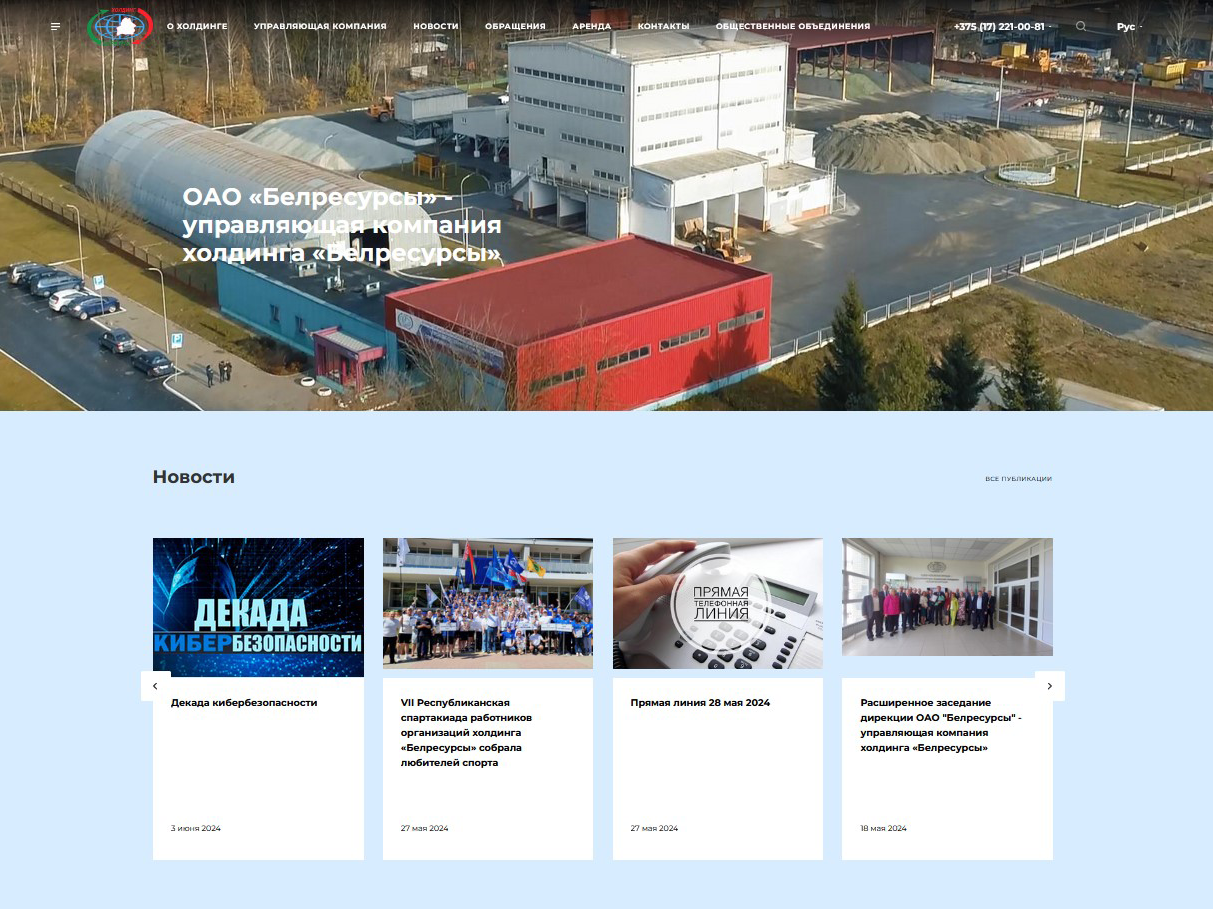 ХОЛДИНГ
О ХОЛДИНГЕ
УПРАВЛЯЮЩАЯ КОМПАНИЯ
НОВОСТИ
ОБРАЩЕНИЯ
АРЕНДА
КОНТАКТЫ
ОБЩЕСТВЕННЫЕ ОБЪЕДИНЕНИЯ
+375 (17) 221-00-81
Рус
ОАО «Белресурсы» -
управляющая компания
холдинга «Белресурсы»
Новости
ВСЕ ПУБЛИКАЦИИ
ДЕКАДА
КИБЕРБЕЗОПАСНОСТИ
ПРЯМАЯ
ТЕЛЕФОННАЯ
ЛИНИЯ
Декада кибербезопасности
3 июня 2024
VII Республиканская
спартакиада работников
организаций холдинга
«Белресурсы» собрала
любителей спорта
27 мая 2024
Прямая линия 28 мая 2024
27 мая 2024
Расширенное заседание
дирекции ОАО "Белресурсы" -
управляющая компания
холдинга «Белресурсы»
18 мая 2024